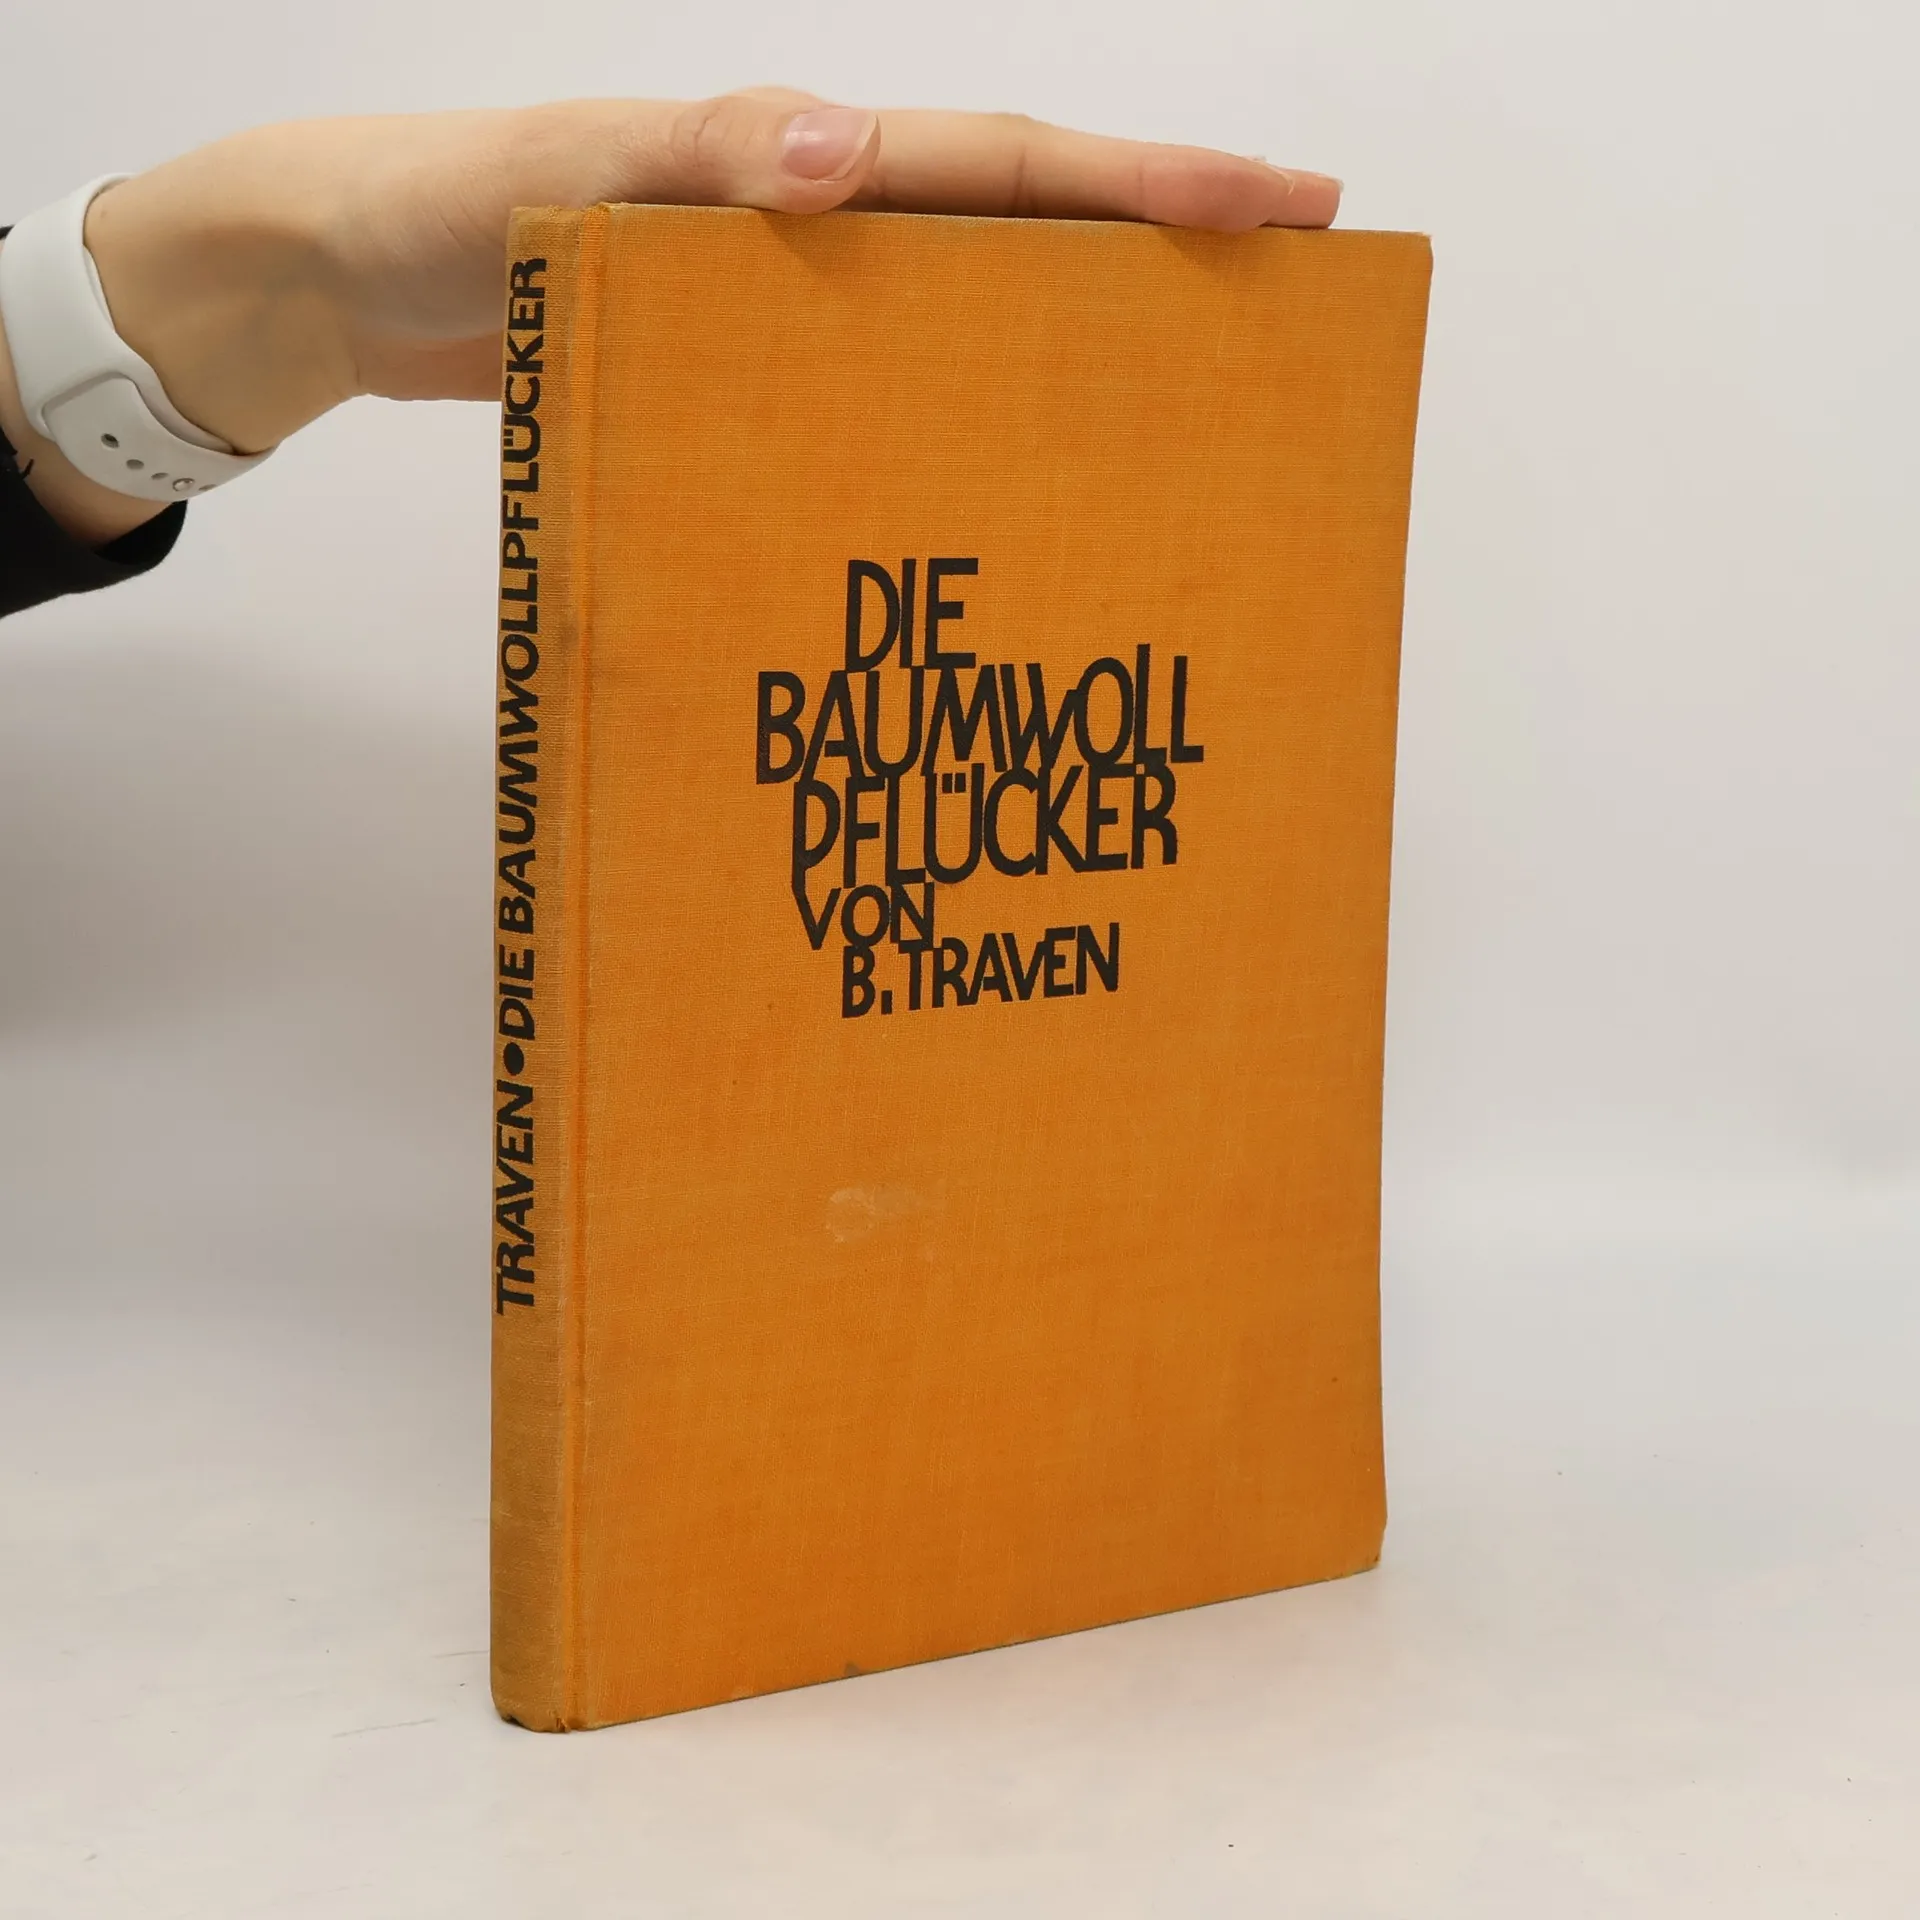 TRAVEN•DIE BAUMWOLLPFLÜCKER
DIE
BAUMWOLL
PFLÜCKER
VON
B. TRAVEN